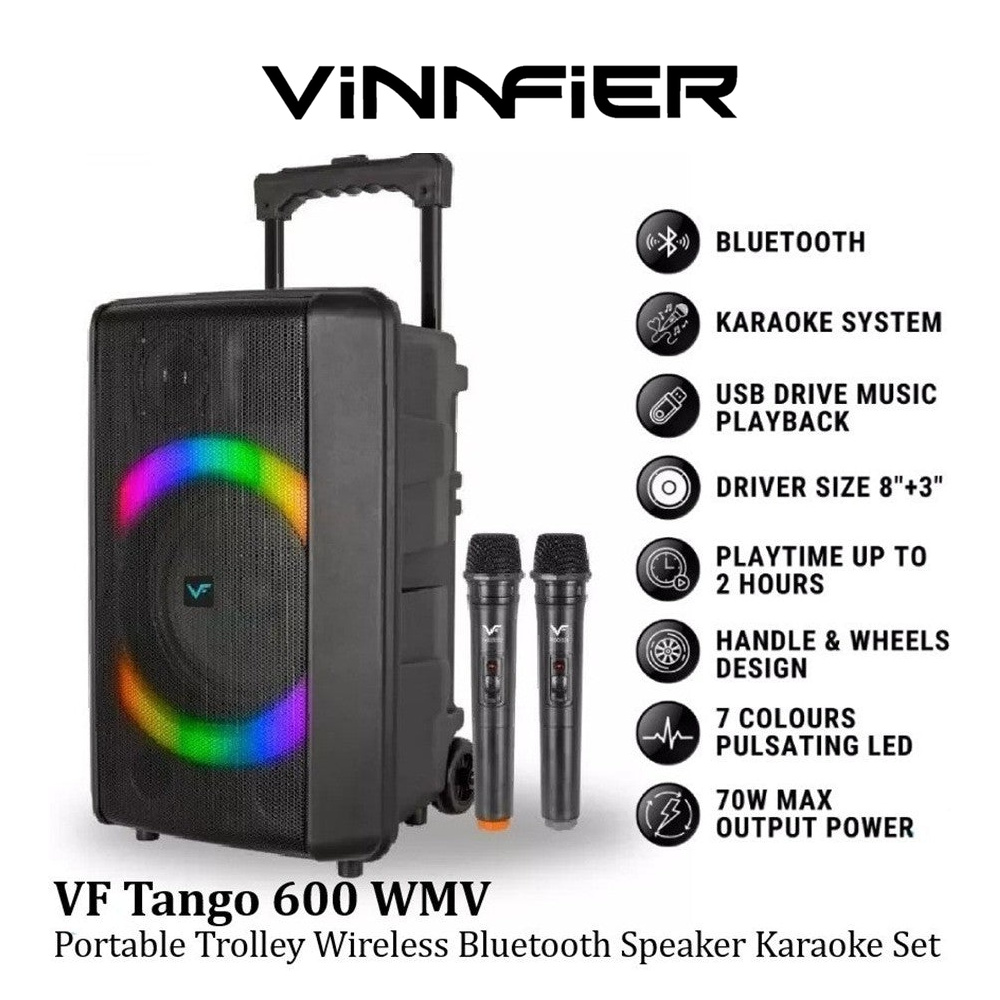 ViNNFiER
BLUETOOTH
KARAOKE SYSTEM
USB DRIVE MUSIC
PLAYBACK
DRIVER SIZE 8"+3"
PLAYTIME UP TO
2 HOURS
HANDLE & WHEELS
DESIGN
7 COLOURS
PULSATING LED
70W MAX
OUTPUT POWER
VF
VF
VF
VF Tango 600 WMV
Portable Trolley Wireless Bluetooth Speaker Karaoke Set